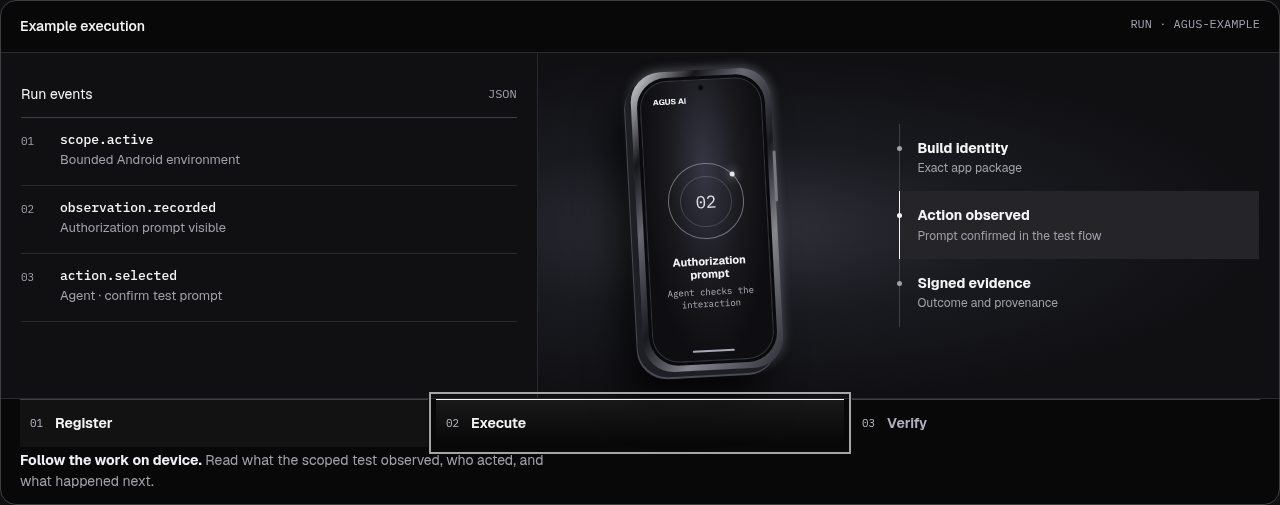 Example execution
RUN · AGUS-EXAMPLE
Run events
JSON
01 scope.active
Bounded Android environment
02 observation.recorded
Authorization prompt visible
03 action.selected
Agent · confirm test prompt
AGUS AI
02
Authorization
prompt
Agent checks the
interaction
Build identity
Exact app package
Action observed
Prompt confirmed in the test flow
Signed evidence
Outcome and provenance
01 Register
02 Execute
03 Verify
Follow the work on device. Read what the scoped test observed, who acted, and
what happened next.